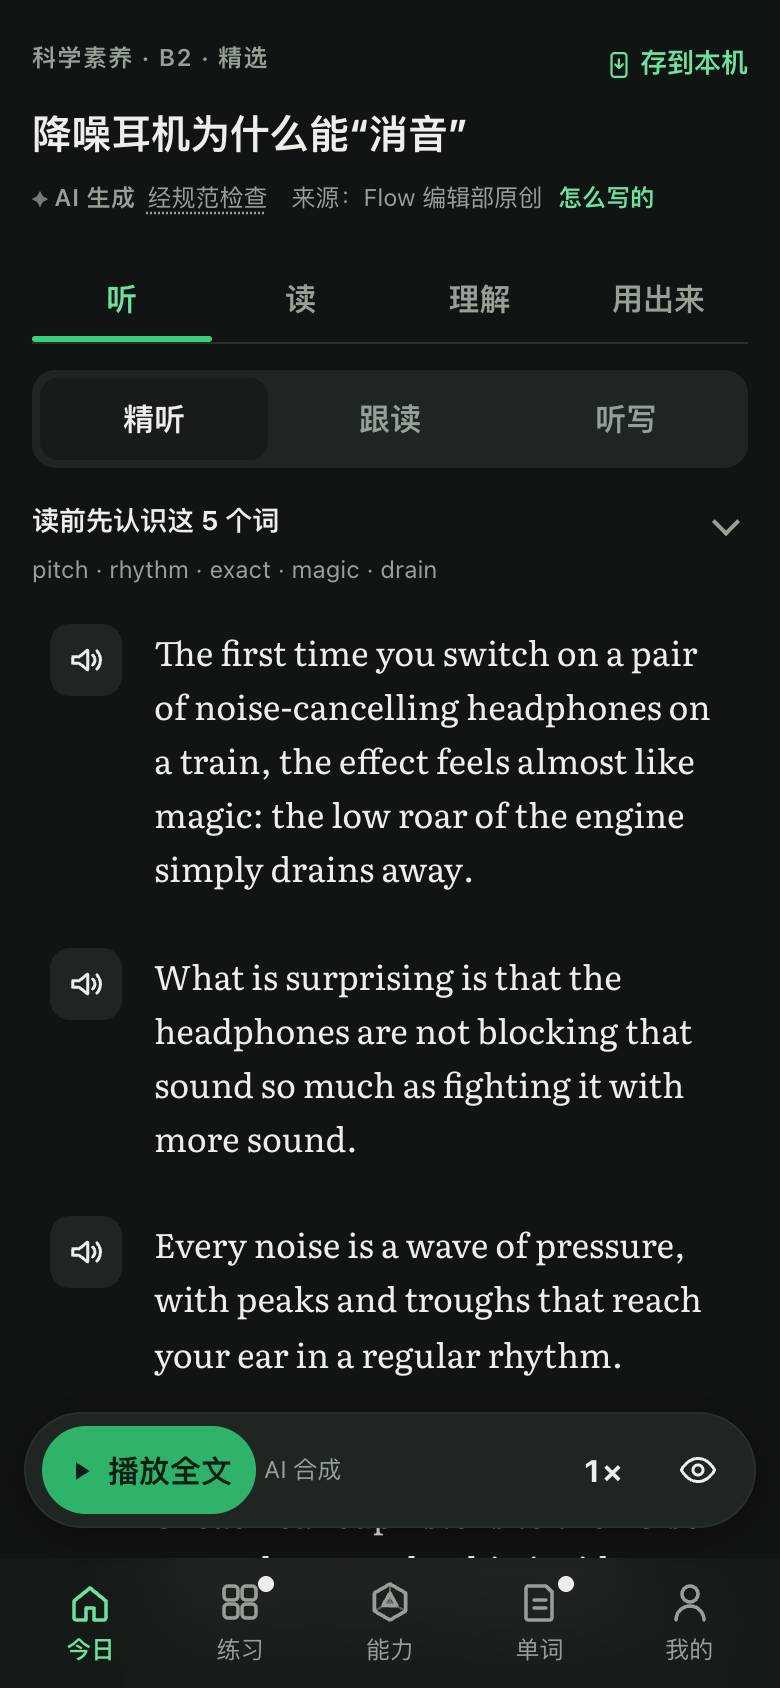 科学素养 · B2 · 精选
存到本机
降噪耳机为什么能“消音”
AI 生成 经规范检查 来源：Flow 编辑部原创 怎么写的
听 读 理解 用出来
精听 跟读 听写
读前先认识这 5 个词
pitch · rhythm · exact · magic · drain
The first time you switch on a pair
of noise-cancelling headphones on
a train, the effect feels almost like
magic: the low roar of the engine
simply drains away.
What is surprising is that the
headphones are not blocking that
sound so much as fighting it with
more sound.
Every noise is a wave of pressure,
with peaks and troughs that reach
your ear in a regular rhythm.
播放全文 AI 合成 1×
今日 练习 能力 单词 我的